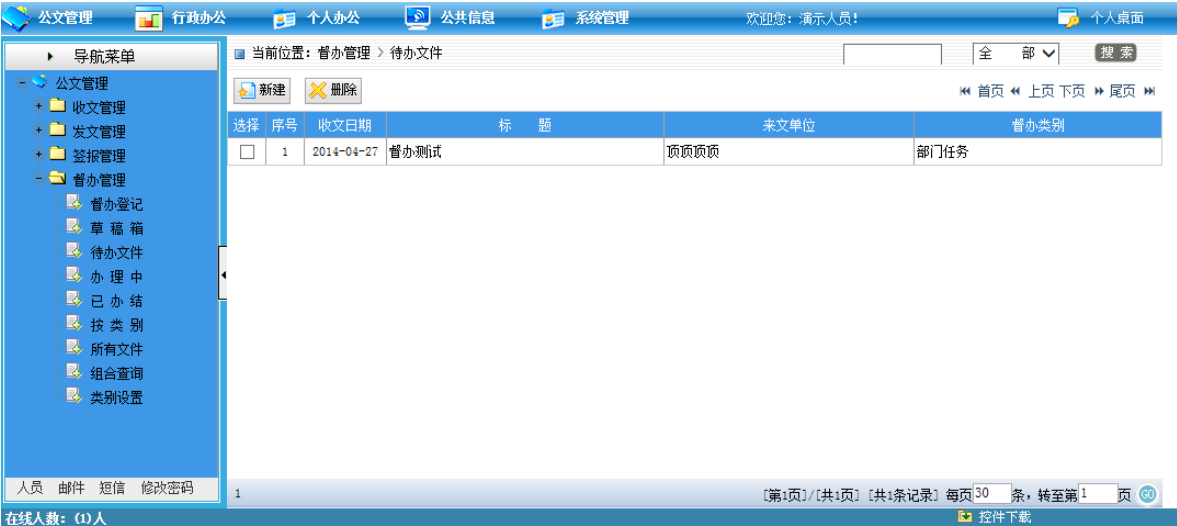 公文管理 行政办公 个人办公 公共信息 系统管理 欢迎您: 演示人员! 个人桌面
导航菜单
公文管理
收文管理
发文管理
签报管理
督办管理
督办登记
草 稿 箱
待办文件
办 理 中
已 办 结
按 类 别
所有文件
组合查询
类别设置
人员 邮件 短信 修改密码
当前位置: 督办管理 > 待办文件 全 部 搜 索
新建 删除 首页 上页 下页 尾页
选择 序号 收文日期 标 题 来文单位 督办类别
1 2014-04-27 督办测试 顶顶顶顶 部门任务
1 [第1页]/[共1页] [共1条记录] 每页30 条, 转至第1 页 GO
在线人数: (1)人 控件下载